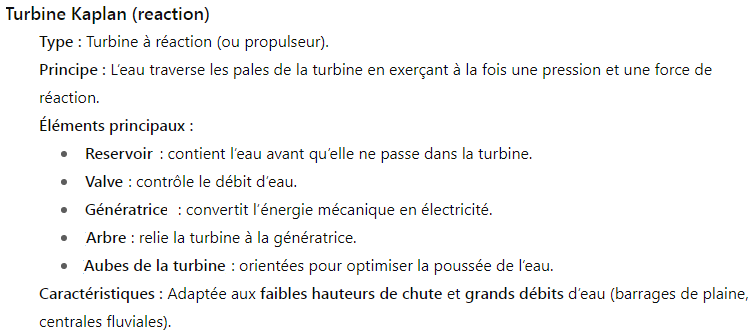 Turbine Kaplan (reaction)
Type : Turbine à réaction (ou propulseur).
Principe : L’eau traverse les pales de la turbine en exerçant à la fois une pression et une force de
réaction.
Éléments principaux :
• Reservoir : contient l’eau avant qu’elle ne passe dans la turbine.
• Valve : contrôle le débit d’eau.
• Génératrice : convertit l’énergie mécanique en électricité.
• Arbre : relie la turbine à la génératrice.
• Aubes de la turbine : orientées pour optimiser la poussée de l’eau.
Caractéristiques : Adaptée aux faibles hauteurs de chute et grands débits d’eau (barrages de plaine,
centrales fluviales).